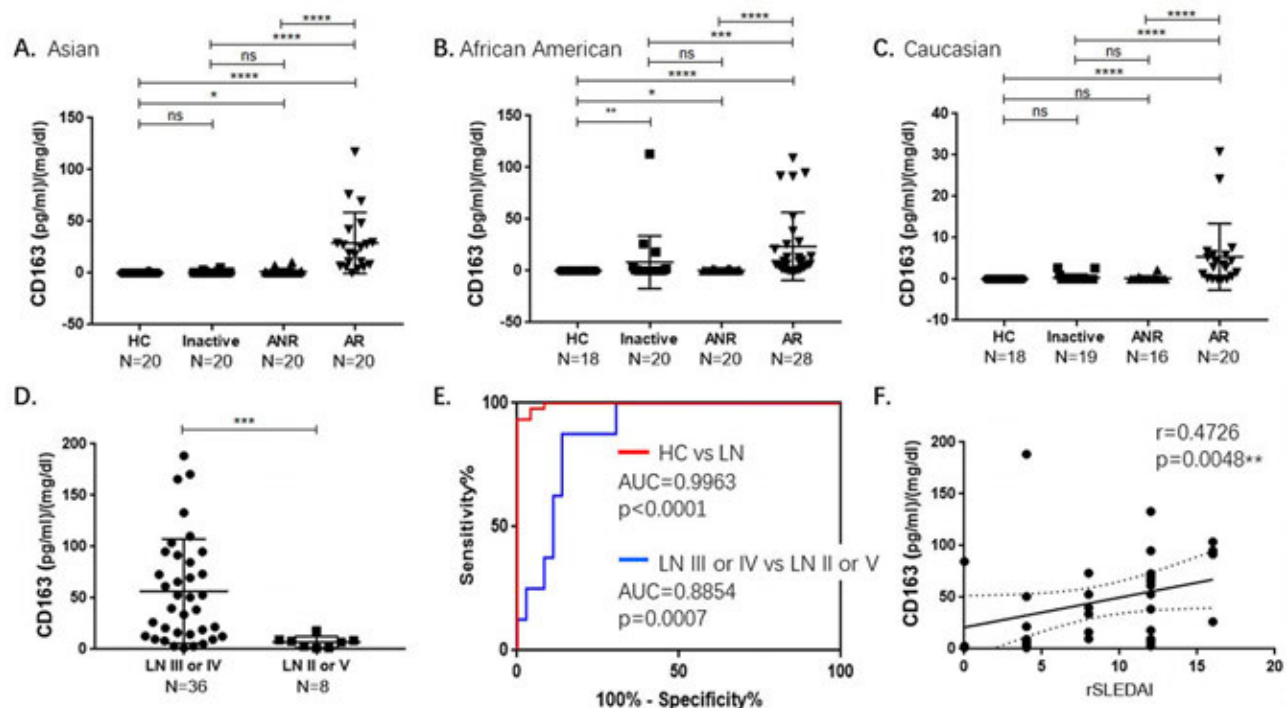 A. Asian
****
****
ns
****
*
ns
CD163 (pg/ml)/(mg/dl)
150
100
50
0
-50
HC Inactive ANR AR
N=20 N=20 N=20 N=20
B. African American
****
***
ns
****
*
**
CD163 (pg/ml)/(mg/dl)
150
100
50
0
-50
HC Inactive ANR AR
N=18 N=20 N=20 N=28
C. Caucasian
****
****
ns
****
ns
ns
CD163 (pg/ml)/(mg/dl)
40
30
20
10
0
-10
HC Inactive ANR AR
N=18 N=19 N=16 N=20
D.
***
CD163 (pg/ml)/(mg/dl)
200
150
100
50
0
LN III or IV LN II or V
N=36 N=8
E.
Sensitivity%
100
50
0
HC vs LN
AUC=0.9963
p<0.0001
LN III or IV vs LN II or V
AUC=0.8854
p=0.0007
0 50 100
100% - Specificity%
F.
r=0.4726
p=0.0048**
CD163 (pg/ml)/(mg/dl)
200
150
100
50
0
0 5 10 15 20
rSLEDAI